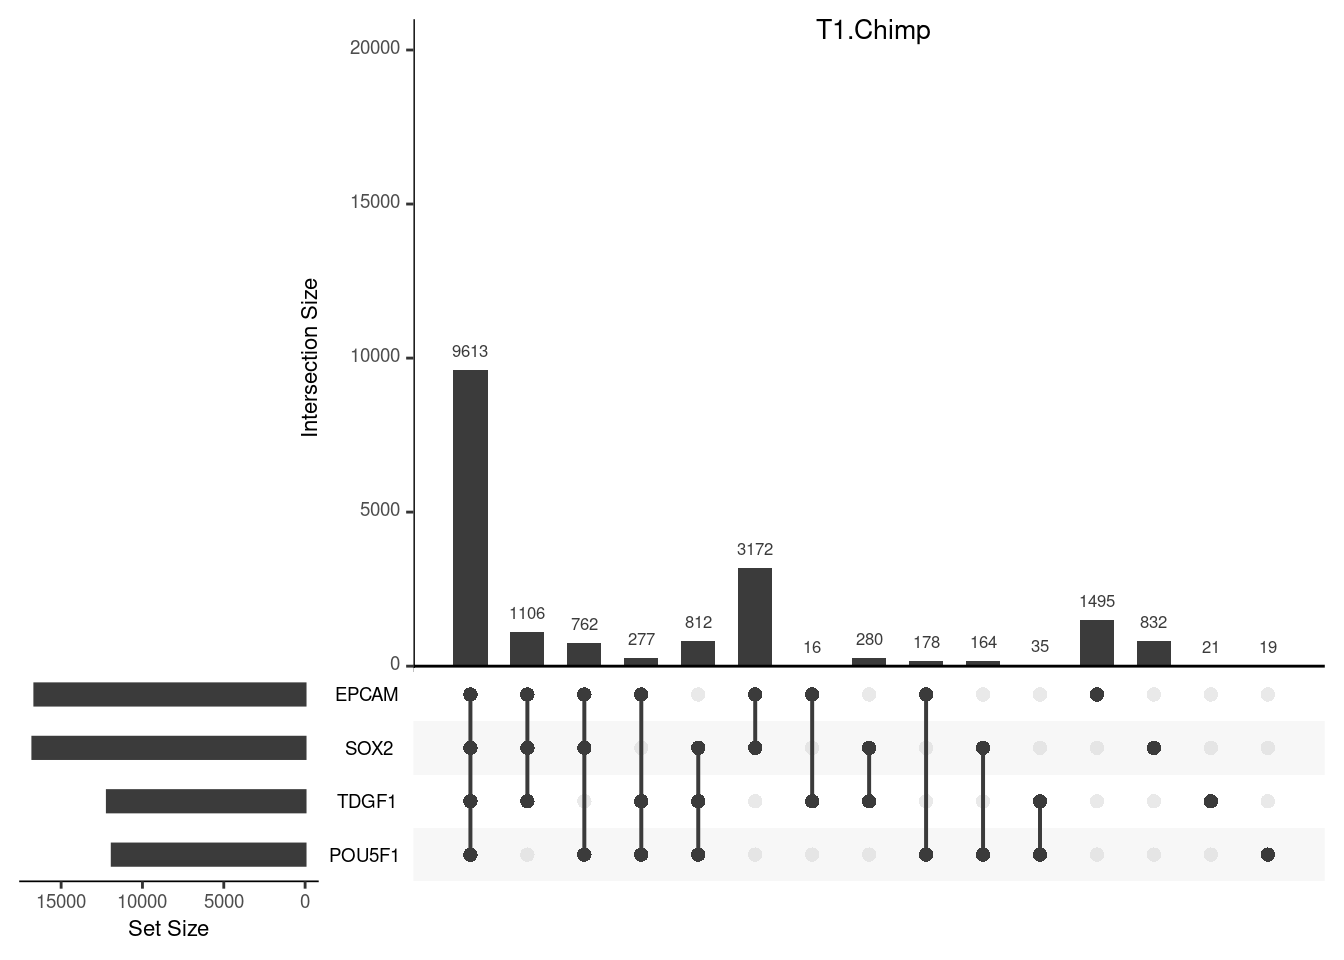 T1.Chimp
20000
15000
10000
5000
0
Intersection Size
9613
1106
762
277
812
3172
16
280
178
164
35
1495
832
21
19
EPCAM
SOX2
TDGF1
POU5F1
15000 10000 5000 0
Set Size